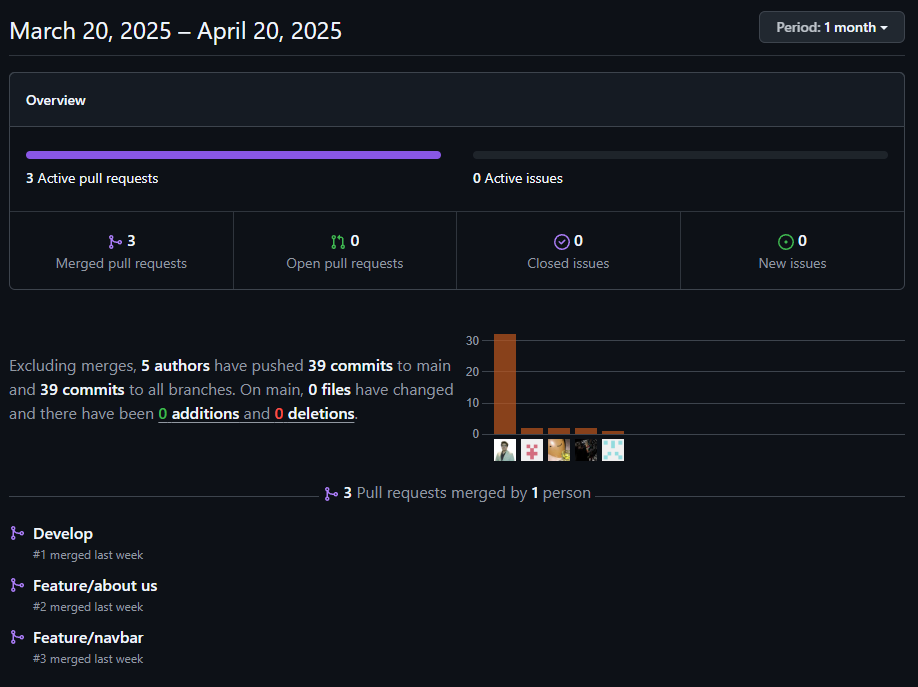 March 20, 2025 – April 20, 2025
Period: 1 month
Overview
3 Active pull requests
0 Active issues
3
Merged pull requests
0
Open pull requests
0
Closed issues
0
New issues
Excluding merges, 5 authors have pushed 39 commits to main
and 39 commits to all branches. On main, 0 files have changed
and there have been 0 additions and 0 deletions.
30
20
10
0
3 Pull requests merged by 1 person
Develop
#1 merged last week
Feature/about us
#2 merged last week
Feature/navbar
#3 merged last week